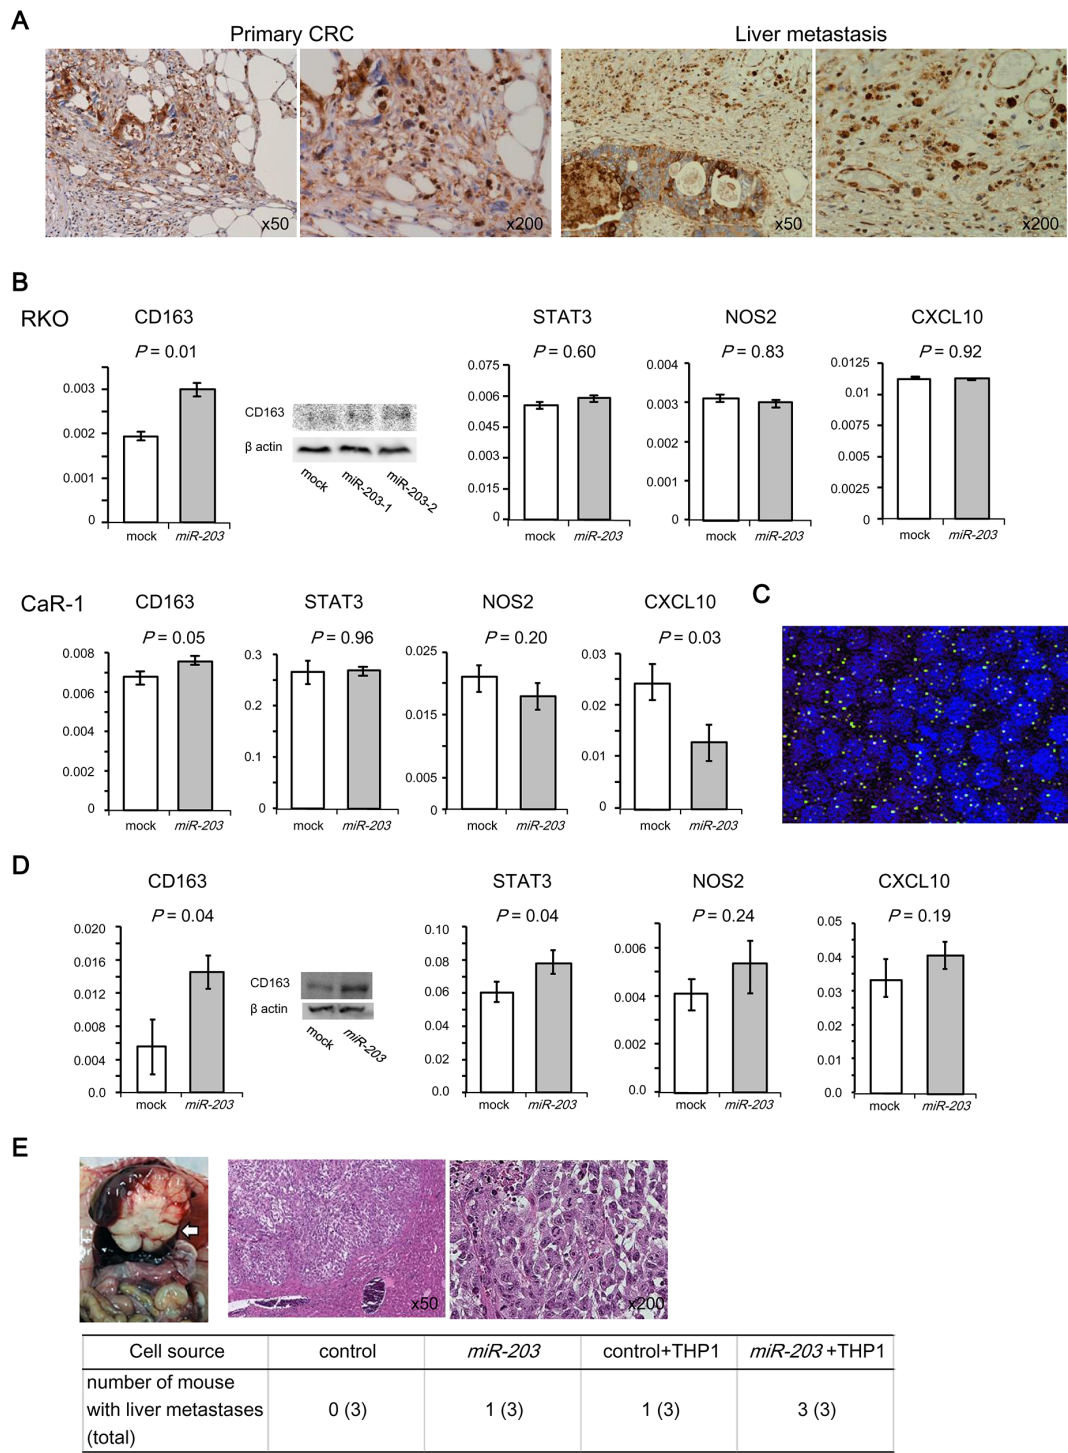 A
Primary CRC
Liver metastasis
x50
x200
x50
x200
B
RKO
CD163
P = 0.01
0.003
0.002
0.001
0
mock
miR-203
CD163
β actin
mock
miR-203-1
miR-203-2
STAT3
P = 0.60
0.075
0.006
0.045
0.003
0.015
0
mock
miR-203
NOS2
P = 0.83
0.004
0.003
0.002
0.001
0
mock
miR-203
CXCL10
P = 0.92
0.0125
0.01
0.0075
0.005
0.0025
0
mock
miR-203
CaR-1
CD163
P = 0.05
0.008
0.006
0.004
0.002
0
mock
miR-203
STAT3
P = 0.96
0.3
0.2
0.1
0
mock
miR-203
NOS2
P = 0.20
0.025
0.015
0.005
0
mock
miR-203
CXCL10
P = 0.03
0.03
0.02
0.01
0
mock
miR-203
C
D
CD163
P = 0.04
0.020
0.016
0.012
0.008
0.004
0.0
mock
miR-203
CD163
β actin
mock
miR-203
STAT3
P = 0.04
0.10
0.08
0.06
0.04
0.02
0.0
mock
miR-203
NOS2
P = 0.24
0.006
0.004
0.002
0.0
mock
miR-203
CXCL10
P = 0.19
0.05
0.04
0.03
0.02
0.01
0.0
mock
miR-203
E
x50
x200
Cell source control miR-203 control+THP1 miR-203 +THP1
number of mouse
with liver metastases 0 (3) 1 (3) 1 (3) 3 (3)
(total)